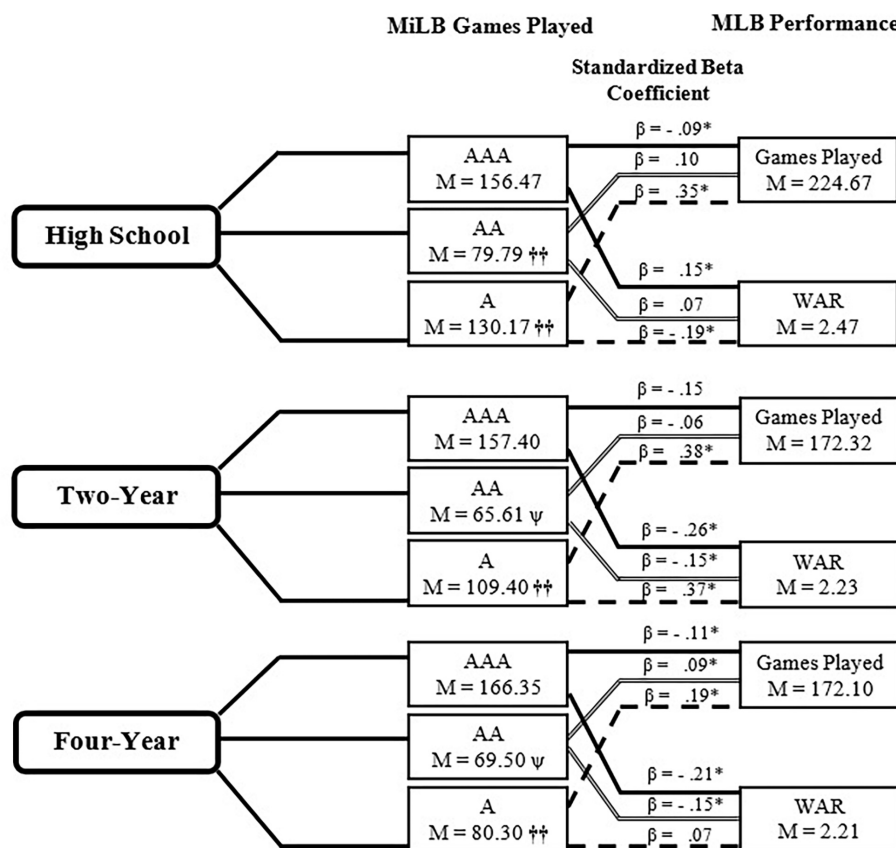 MiLB Games Played
MLB Performance
Standardized Beta
Coefficient
High School
AAA
M = 156.47
AA
M = 79.79 ††
A
M = 130.17 ††
β = - .09*
β = .10
β = .35*
β = .15*
β = .07
β = - .19*
Games Played
M = 224.67
WAR
M = 2.47
Two-Year
AAA
M = 157.40
AA
M = 65.61 ψ
A
M = 109.40 ††
β = - .15
β = - .06
β = .38*
β = - .26*
β = - .15*
β = .37*
Games Played
M = 172.32
WAR
M = 2.23
Four-Year
AAA
M = 166.35
AA
M = 69.50 ψ
A
M = 80.30 ††
β = - .11*
β = .09*
β = .19*
β = - .21*
β = - .15*
β = .07
Games Played
M = 172.10
WAR
M = 2.21